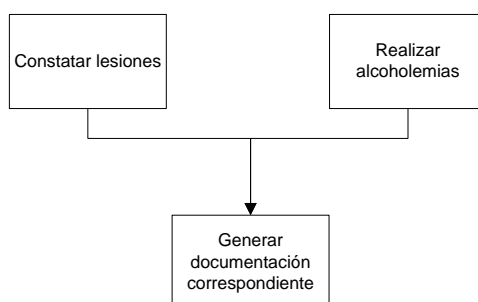 Constatar lesiones
Realizar
alcoholemias
Generar
documentación
correspondiente